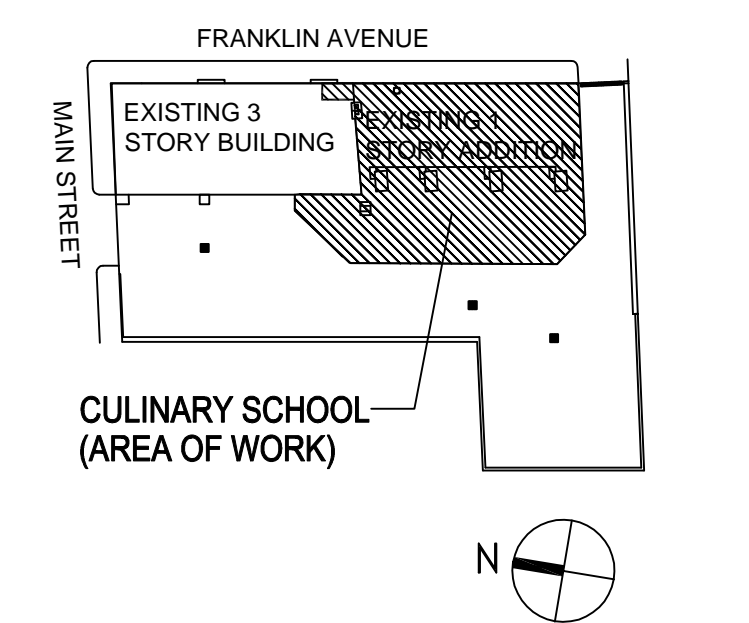 FRANKLIN AVENUE
MAIN STREET
EXISTING 3
STORY BUILDING
EXISTING 1
STORY ADDITION
CULINARY SCHOOL
(AREA OF WORK)
N